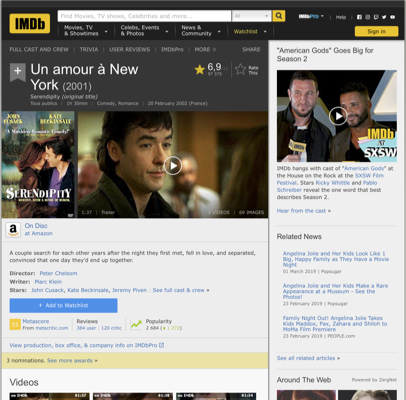 IMDb
Find Movies, TV shows, Celebrities and more...
All
IMDbPro
Help
Movies, TV
& Showtimes
Celebs, Events
& Photos
News &
Community
Watchlist
Sign in
FULL CAST AND CREW | TRIVIA | USER REVIEWS | IMDbPro | MORE
SHARE
Un amour à New
York (2001)
Serendipity (original title)
Tous publics | 1h 30min | Comedy, Romance | 20 February 2002 (France)
6,9
Rate
This
JOHN
CUSACK
KATE
BECKINSALE
SERENDIPITY
DVD
1:37 | Trailer
69 IMAGES
On Disc
at Amazon
A couple search for each other years after the night they first met, fell in love, and separated,
convinced that one day they'd end up together.
Director: Peter Chelsom
Writer: Marc Klein
Stars: John Cusack, Kate Beckinsale, Jeremy Piven | See full cast & crew »
+ Add to Watchlist
Metascore
From metacritic.com
Reviews
384 user | 120 critic
Popularity
2 684
View production, box office, & company info on IMDbPro
3 nominations. See more awards »
Videos
"American Gods" Goes Big for
Season 2
IMDb
AT
SXSW
IMDb hangs with cast of "American Gods" at
the House on the Rock at the SXSW Film
Festival. Stars Ricky Whittle and Pablo
Schreiber reveal the one word that best
describes Season 2.
Hear from the cast »
Related News
Angelina Jolie and Her Kids Look Like 1
Big, Happy Family as They Have a Movie
Night
01 March 2019 | Popsugar
Angelina Jolie and Her Kids Make a Rare
Appearance at a Museum - See the
Photos!
23 February 2019 | Popsugar
Family Night Out! Angelina Jolie Takes
Kids Maddox, Pax, Zahara and Shiloh to
MoMa Film Premiere
23 February 2019 | PEOPLE.com
See all related articles »
Around The Web
Powered by ZergNet